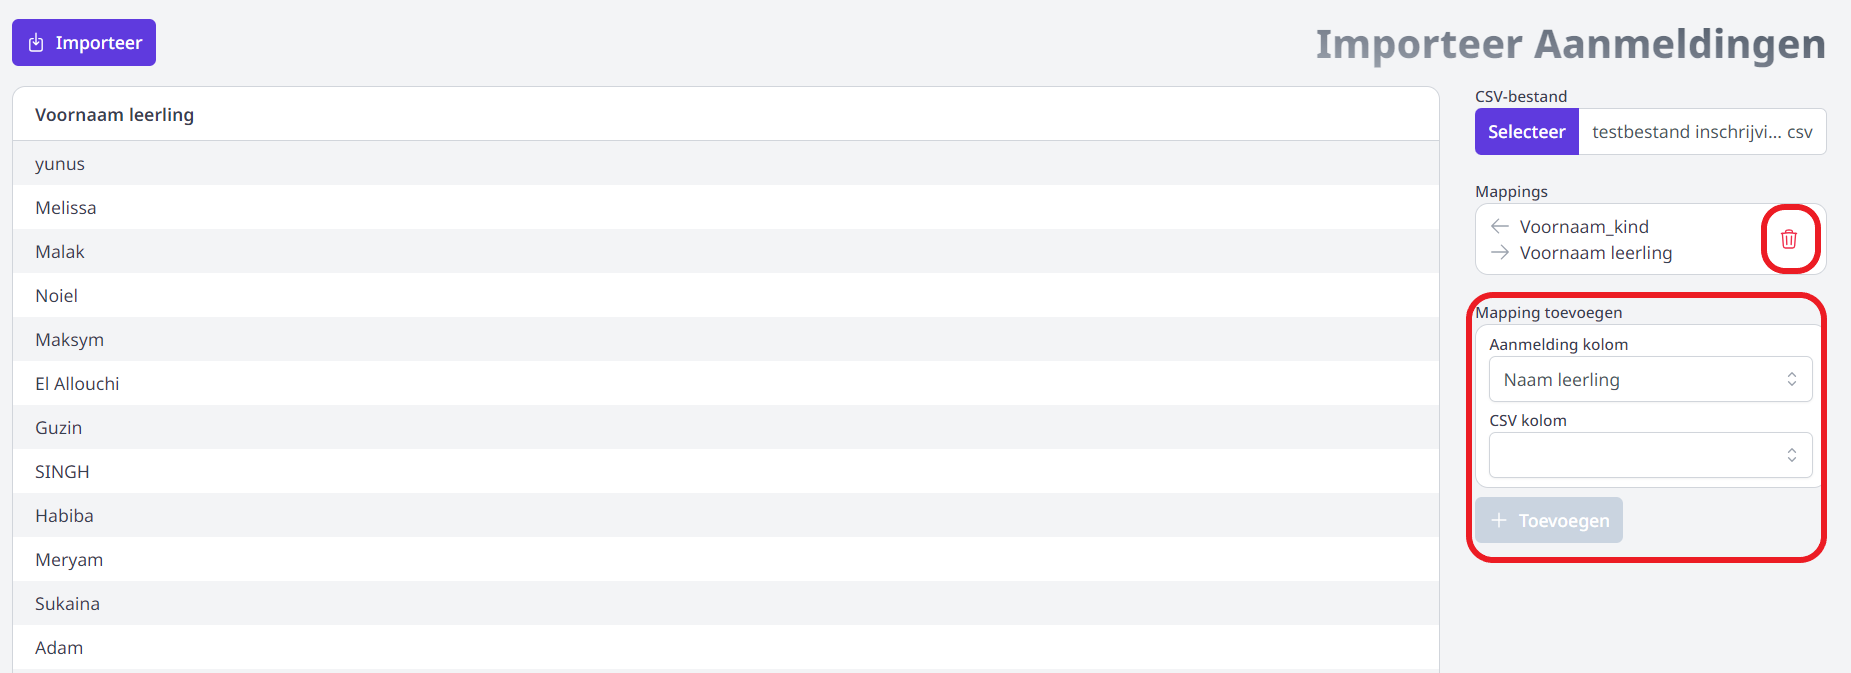 Importeer
Importeer Aanmeldingen
Voornaam leerling
yunus
Melissa
Malak
Noiel
Maksym
El Allouchi
Guzin
SINGH
Habiba
Meryam
Sukaina
Adam
CSV-bestand
Selecteer testbestand inschrijvi... csv
Mappings
Voornaam_kind
Voornaam leerling
Mapping toevoegen
Aanmelding kolom
Naam leerling
CSV kolom
Toevoegen